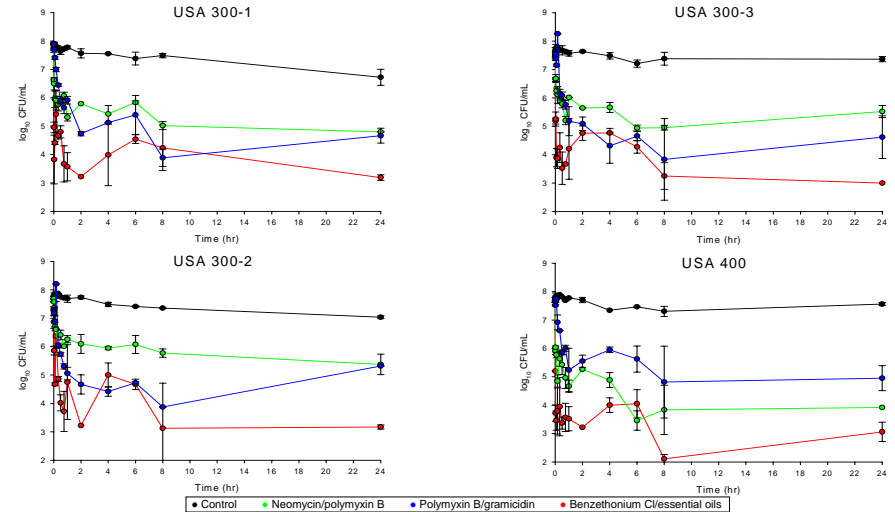 USA 300-1
USA 300-3
9
8
7
6
5
4
3
2
log10 CFU/mL
0 2 4 6 8 10 12 14 16 18 20 22 24
Time (hr)
9
8
7
6
5
4
3
2
log10 CFU/mL
0 2 4 6 8 10 12 14 16 18 20 22 24
Time (hr)
USA 300-2
USA 400
9
8
7
6
5
4
3
2
log10 CFU/mL
0 2 4 6 8 10 12 14 16 18 20 22 24
Time (hr)
9
8
7
6
5
4
3
2
log10 CFU/mL
0 2 4 6 8 10 12 14 16 18 20 22 24
Time (hr)
Control Neomycin/polymyxin B Polymyxin B/gramicidin Benzethonium Cl/essential oils